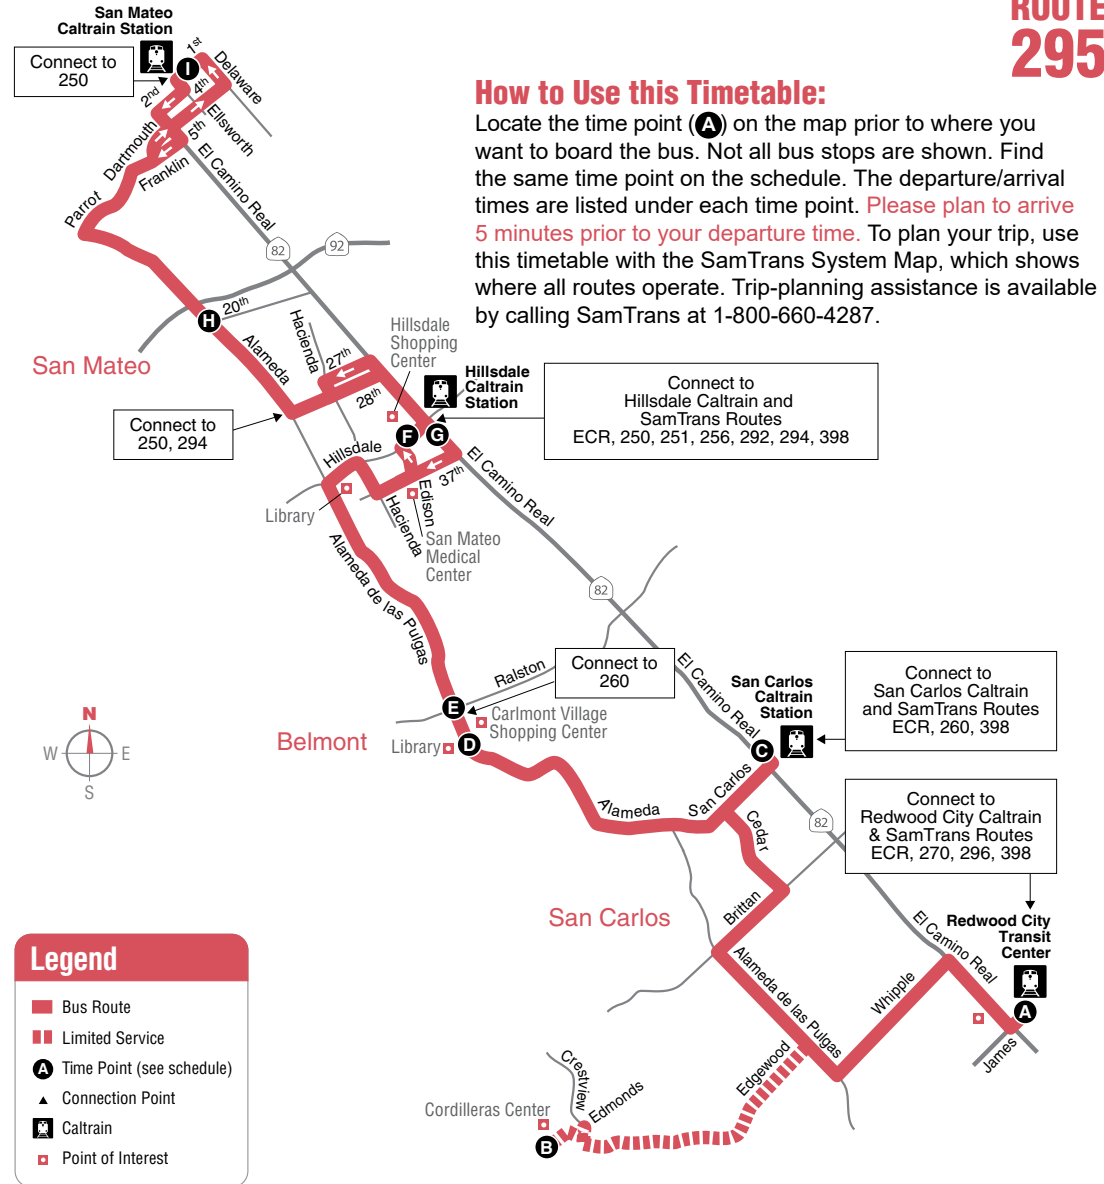 ROUTE
295
San Mateo
Caltrain Station
Connect to
250
I
1st
Delaware
2nd
4th
Ellsworth
Dartmouth
5th
Franklin
Parrot
El Camino Real
82
92
How to Use this Timetable:
Locate the time point (A) on the map prior to where you
want to board the bus. Not all bus stops are shown. Find
the same time point on the schedule. The departure/arrival
times are listed under each time point. Please plan to arrive
5 minutes prior to your departure time. To plan your trip, use
this timetable with the SamTrans System Map, which shows
where all routes operate. Trip-planning assistance is available
by calling SamTrans at 1-800-660-4287.
H
20th
San Mateo
Alameda
Hacienda
27th
28th
Hillsdale
Shopping
Center
Hillsdale
Caltrain
Station
Connect to
Hillsdale Caltrain and
SamTrans Routes
ECR, 250, 251, 256, 292, 294, 398
Connect to
250, 294
F
G
Hillsdale
37th
El Camino Real
Library
Hacienda
Edison
San Mateo
Medical
Center
Alameda de las Pulgas
82
Ralston
Connect to
260
E
Carlmont Village
Shopping Center
Belmont
Library
D
El Camino Real
San Carlos
Caltrain
Station
C
Connect to
San Carlos Caltrain
and SamTrans Routes
ECR, 260, 398
N
W
E
S
Alameda
San Carlos
Cedar
82
Connect to
Redwood City Caltrain
& SamTrans Routes
ECR, 270, 296, 398
Brittan
San Carlos
El Camino Real
Redwood City
Transit
Center
A
Alameda de las Pulgas
Whipple
James
Edgewood
Crestview
Edmonds
Cordilleras Center
B
Legend
Bus Route
Limited Service
A Time Point (see schedule)
Connection Point
Caltrain
Point of Interest